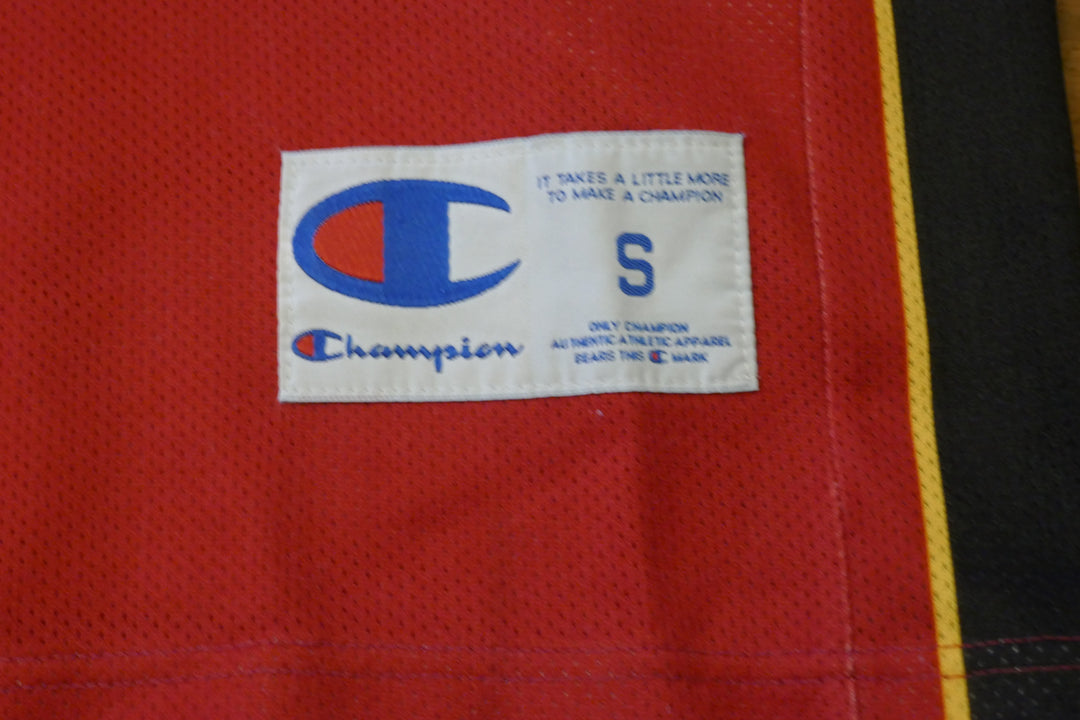 Champion
IT TAKES A LITTLE MORE
TO MAKE A CHAMPION
S
ONLY CHAMPION
AUTHENTIC ATHLETIC APPAREL
BEARS THIS C MARK